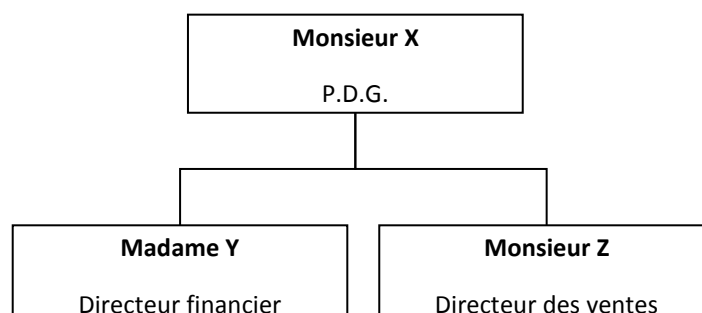 Monsieur X
P.D.G.
Madame Y
Directeur financier
Monsieur Z
Directeur des ventes